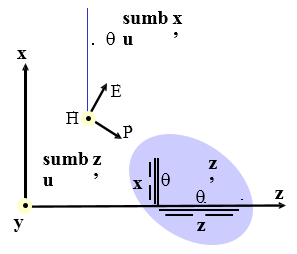 sumb x
. θ u ’
x
E
H
P
sumb z
u ’
z
’
x θ
θ .
z
z
y